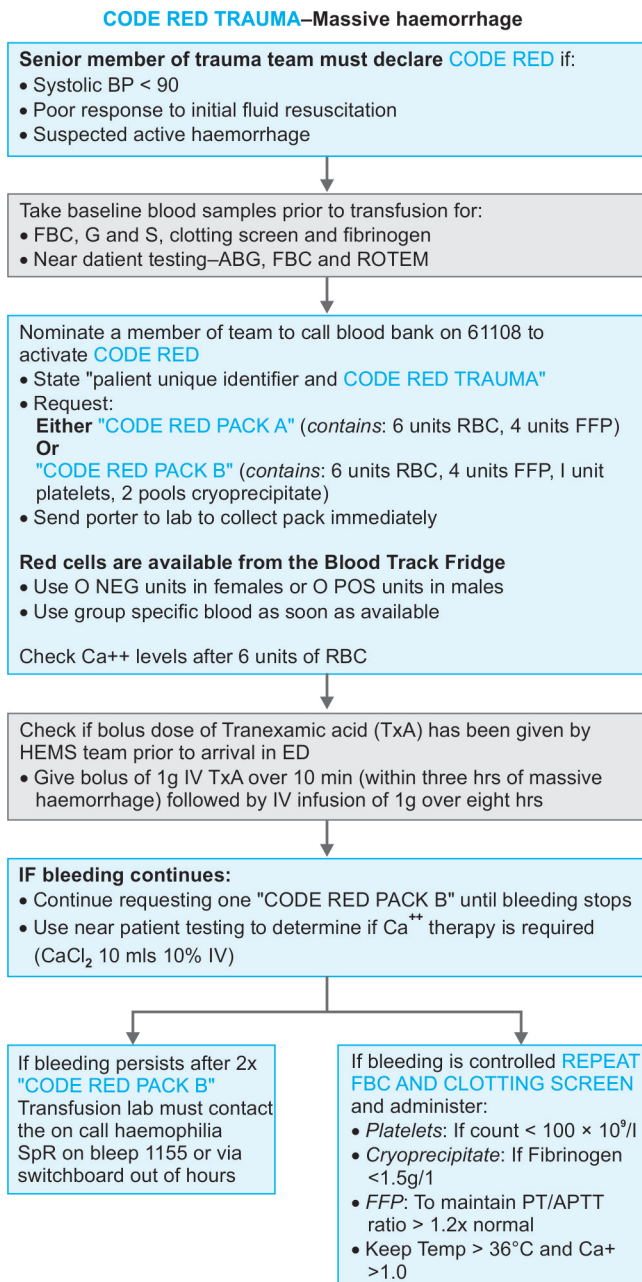 CODE RED TRAUMA–Massive haemorrhage
Senior member of trauma team must declare CODE RED if:
• Systolic BP < 90
• Poor response to initial fluid resuscitation
• Suspected active haemorrhage
Take baseline blood samples prior to transfusion for:
• FBC, G and S, clotting screen and fibrinogen
• Near datient testing–ABG, FBC and ROTEM
Nominate a member of team to call blood bank on 61108 to
activate CODE RED
• State "palient unique identifier and CODE RED TRAUMA"
• Request:
Either "CODE RED PACK A" (contains: 6 units RBC, 4 units FFP)
Or
"CODE RED PACK B" (contains: 6 units RBC, 4 units FFP, I unit
platelets, 2 pools cryoprecipitate)
• Send porter to lab to collect pack immediately
Red cells are available from the Blood Track Fridge
• Use O NEG units in females or O POS units in males
• Use group specific blood as soon as available
Check Ca++ levels after 6 units of RBC
Check if bolus dose of Tranexamic acid (TxA) has been given by
HEMS team prior to arrival in ED
• Give bolus of 1g IV TxA over 10 min (within three hrs of massive
haemorrhage) followed by IV infusion of 1g over eight hrs
IF bleeding continues:
• Continue requesting one "CODE RED PACK B" until bleeding stops
• Use near patient testing to determine if Ca⁺⁺ therapy is required
(CaCl₂ 10 mls 10% IV)
If bleeding persists after 2x
"CODE RED PACK B"
Transfusion lab must contact
the on call haemophilia
SpR on bleep 1155 or via
switchboard out of hours
If bleeding is controlled REPEAT
FBC AND CLOTTING SCREEN
and administer:
• Platelets: If count < 100 × 10⁹/l
• Cryoprecipitate: If Fibrinogen
<1.5g/1
• FFP: To maintain PT/APTT
ratio > 1.2x normal
• Keep Temp > 36°C and Ca+
>1.0